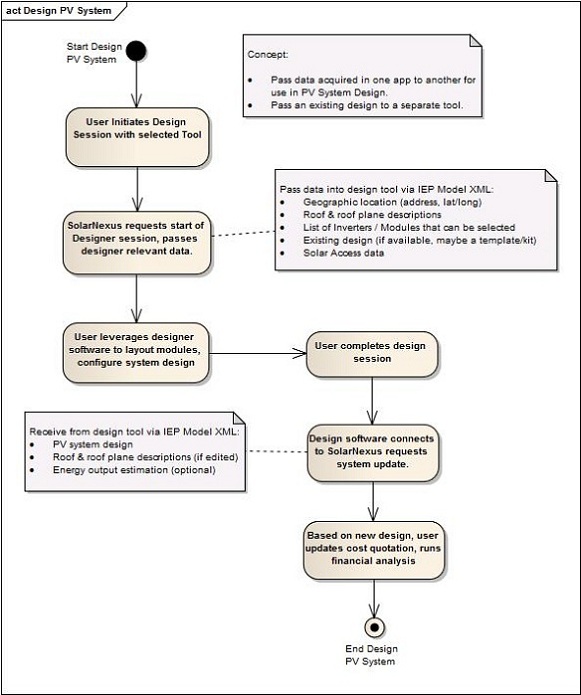 act Design PV System
Start Design
PV System
Concept:
• Pass data acquired in one app to another for
use in PV System Design.
• Pass an existing design to a separate tool.
User Initiates Design
Session with selected Tool
Pass data into design tool via IEP Model XML:
• Geographic location (address, lat/long)
• Roof & roof plane descriptions
• List of Inverters / Modules that can be selected
• Existing design (if available, maybe a template/kit)
• Solar Access data
SolarNexus requests start of
Designer session, passes
designer relevant data.
User leverages designer
software to layout modules,
configure system design
User completes design
session
Receive from design tool via IEP Model XML:
• PV system design
• Roof & roof plane descriptions (if edited)
• Energy output estimation (optional)
Design software connects
to SolarNexus requests
system update.
Based on new design, user
updates cost quotation, runs
financial analysis
End Design
PV System